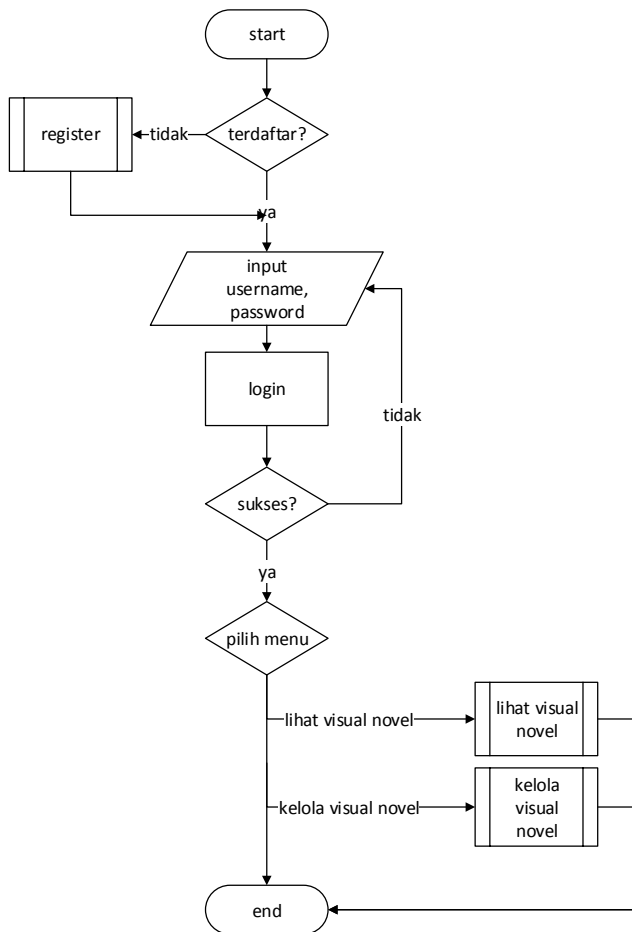 start
terdaftar?
tidak
register
ya
input
username,
password
login
tidak
sukses?
ya
pilih menu
lihat visual novel
lihat visual
novel
kelola visual novel
kelola
visual
novel
end